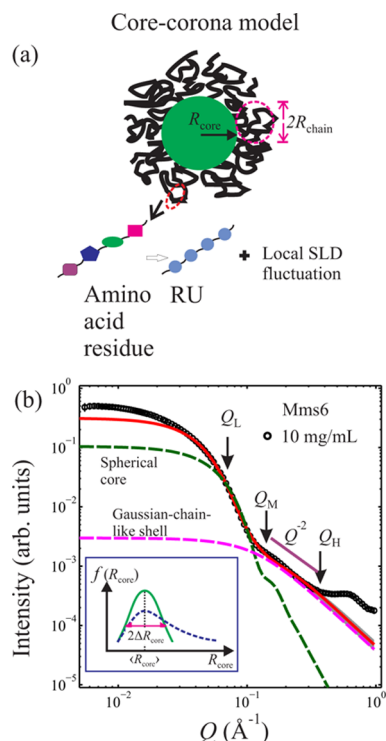 Core-corona model
(a)
R_core
2R_chain
Amino acid residue
RU
+ Local SLD fluctuation
(b)
Intensity (arb. units)
10^0
10^-1
10^-2
10^-3
10^-4
10^-5
Q_L
Mms6
10 mg/mL
Spherical core
Q_M
Q^-2
Q_H
Gaussian-chain-like shell
f(R_core)
2ΔR_core
⟨R_core⟩
R_core
10^-2
10^-1
10^0
Q (Å^-1)